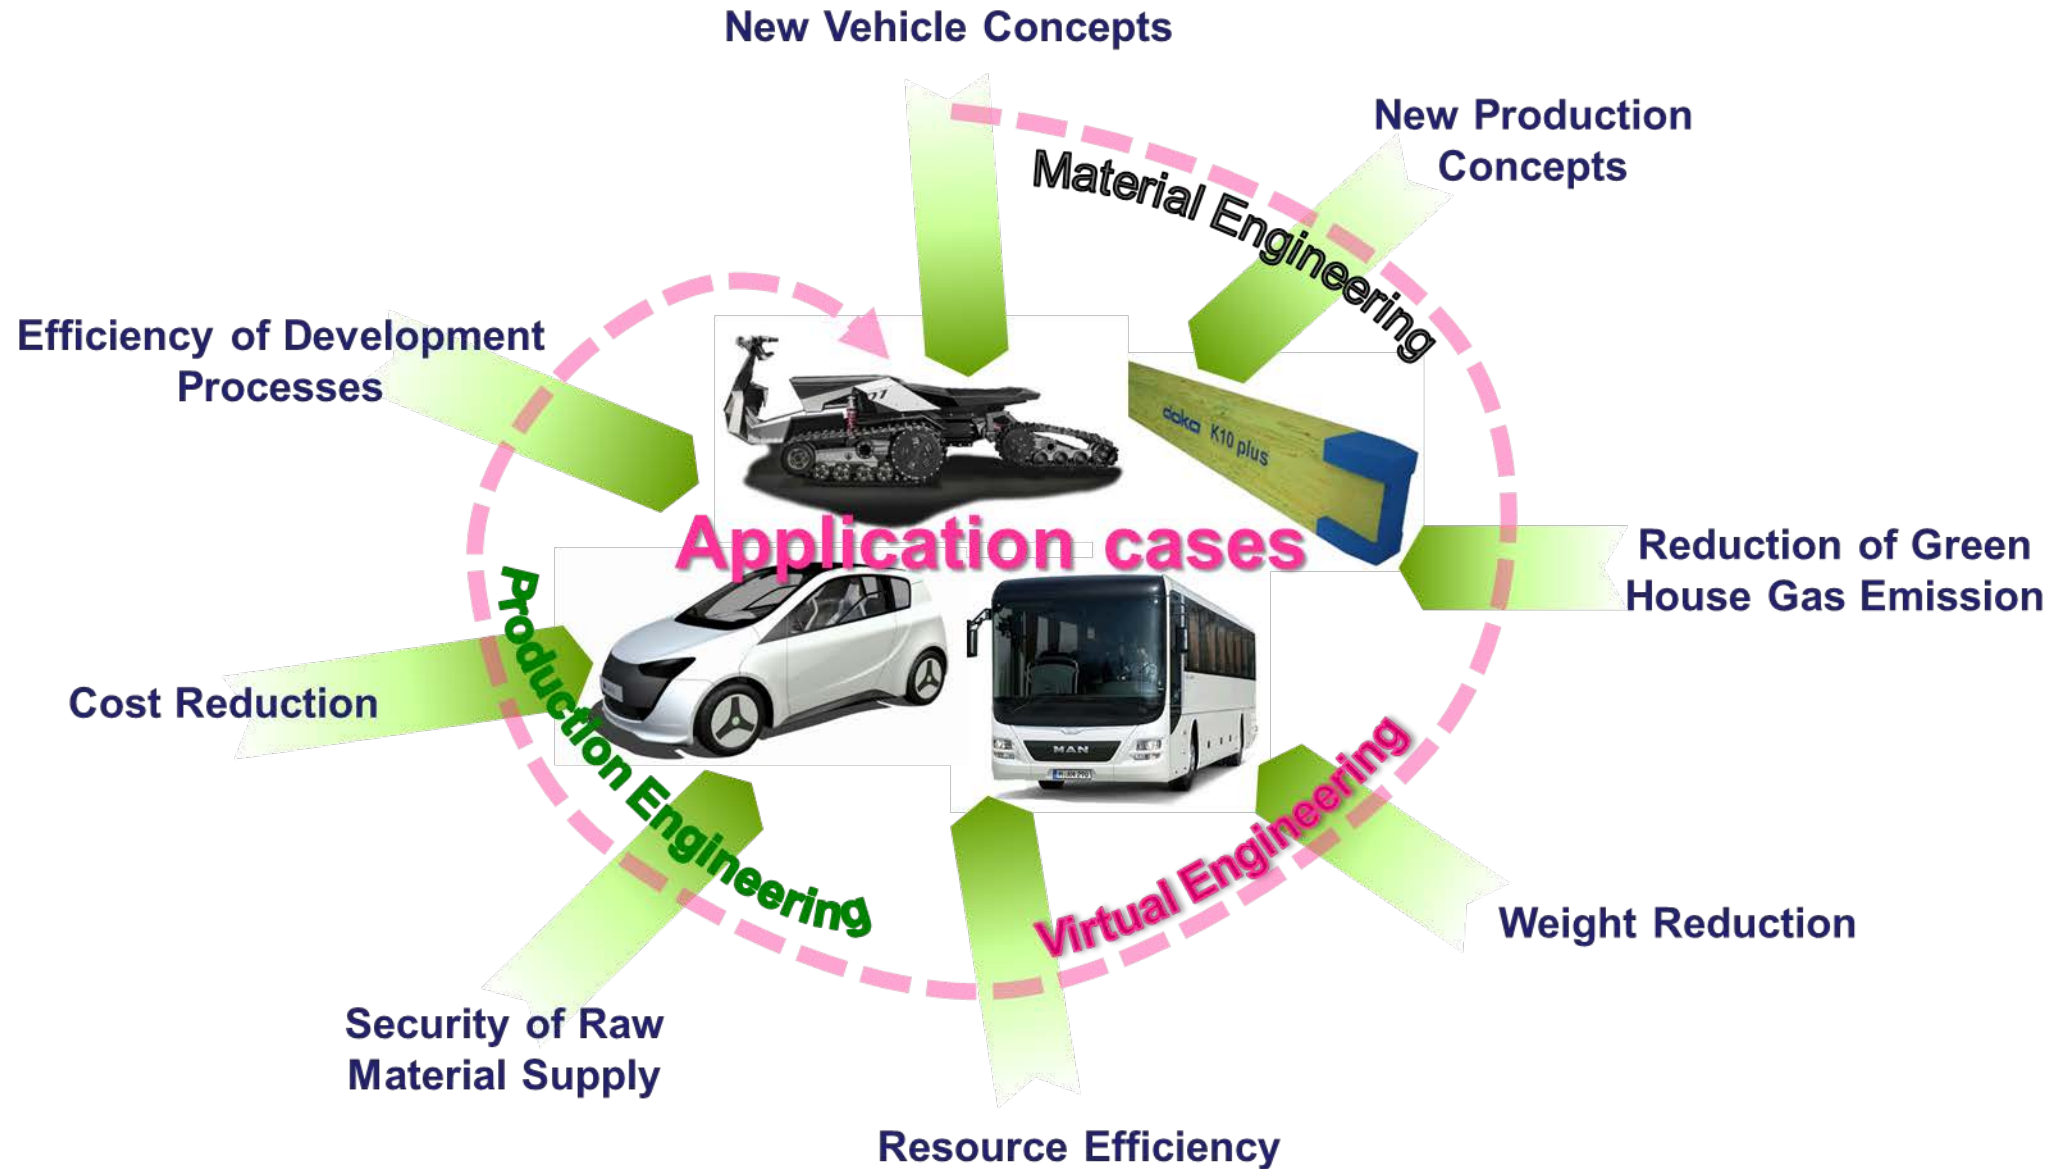 New Vehicle Concepts
New Production
Concepts
Material Engineering
Efficiency of Development
Processes
doka K10 plus
Application cases
Reduction of Green
House Gas Emission
Production Engineering
Cost Reduction
MAN
Virtual Engineering
Weight Reduction
Security of Raw
Material Supply
Resource Efficiency